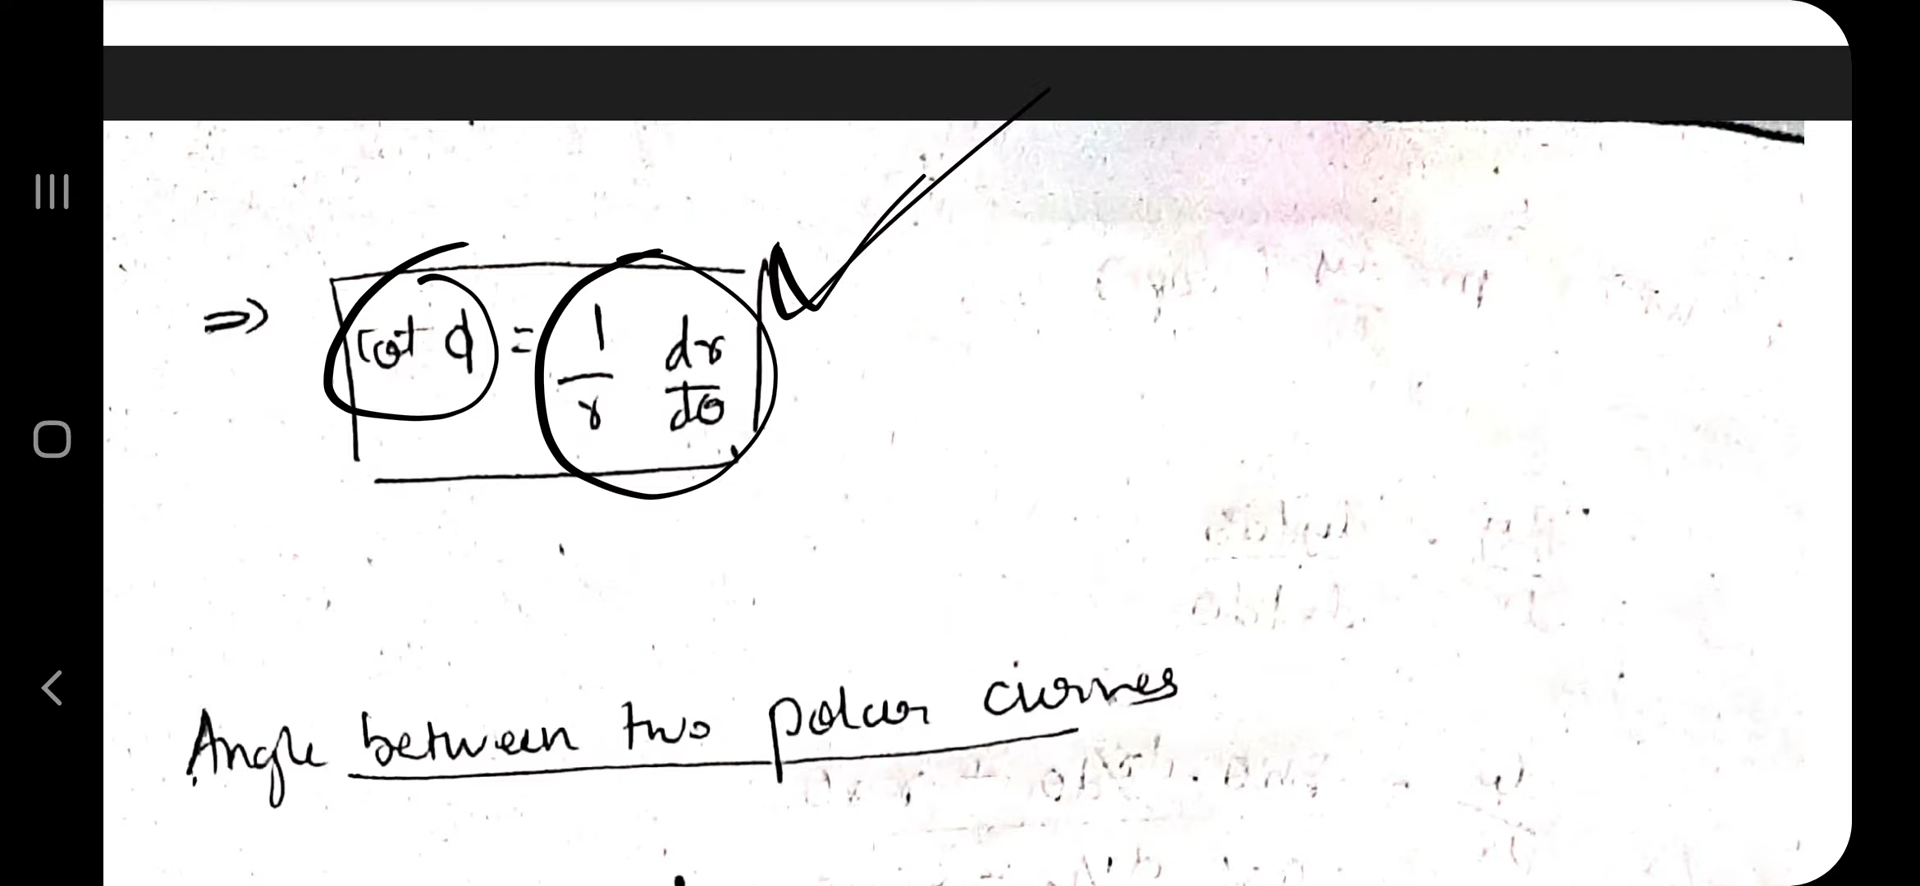 ⇒ cot ϕ = 1/r dr/dθ
Angle between two polar curves